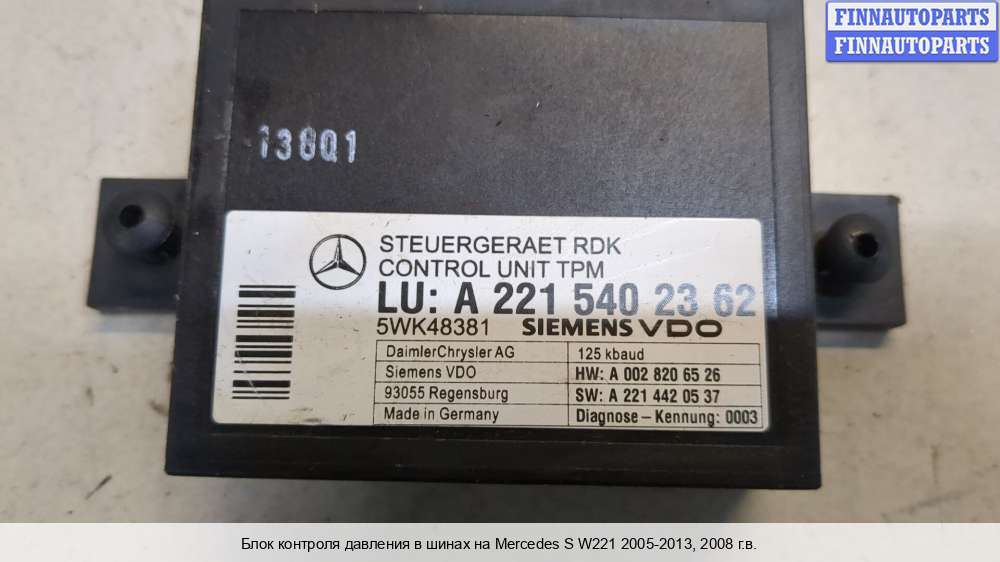 FINNAUTOPARTS
FINNAUTOPARTS
13801
STEUERGERAET RDK
CONTROL UNIT TPM
LU: A 221 540 23 62
5WK48381 SIEMENS VDO
DaimlerChrysler AG 125 kbaud
Siemens VDO HW: A 002 820 65 26
93055 Regensburg SW: A 221 442 05 37
Made in Germany Diagnose – Kennung: 0003
Блок контроля давления в шинах на Mercedes S W221 2005-2013, 2008 г.в.